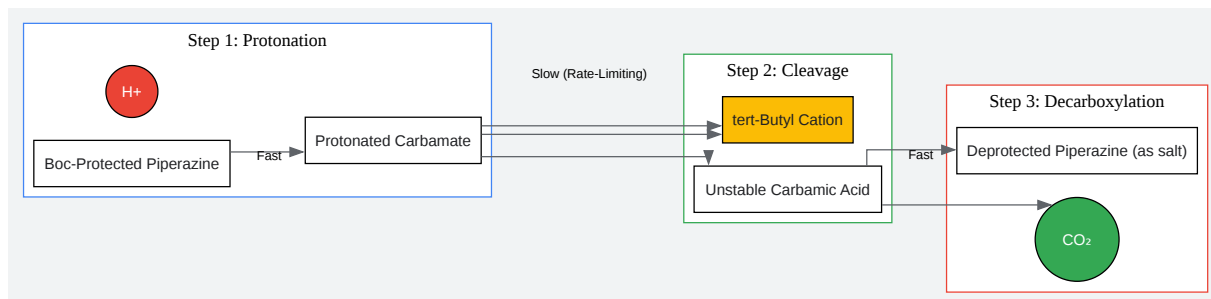 Step 1: Protonation
H+
Boc-Protected Piperazine
Fast
Protonated Carbamate
Slow (Rate-Limiting)
Step 2: Cleavage
tert-Butyl Cation
Unstable Carbamic Acid
Fast
Step 3: Decarboxylation
Deprotected Piperazine (as salt)
CO₂